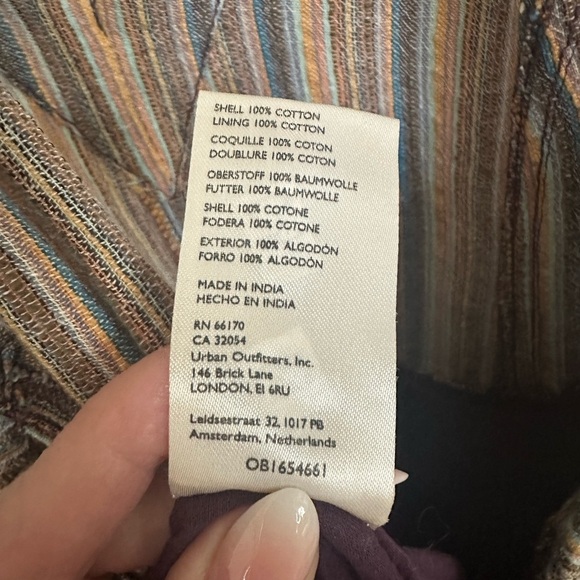 SHELL 100% COTTON
LINING 100% COTTON
COQUILLE 100% COTON
DOUBLURE 100% COTON
OBERSTOFF 100% BAUMWOLLE
FUTTER 100% BAUMWOLLE
SHELL 100% COTONE
FODERA 100% COTONE
EXTERIOR 100% ALGODÓN
FORRO 100% ALGODÓN
MADE IN INDIA
HECHO EN INDIA
RN 66170
CA 32054
Urban Outfitters, Inc.
146 Brick Lane
LONDON, E1 6RU
Leidsestraat 32, 1017 PB
Amsterdam, Netherlands
OB1654661